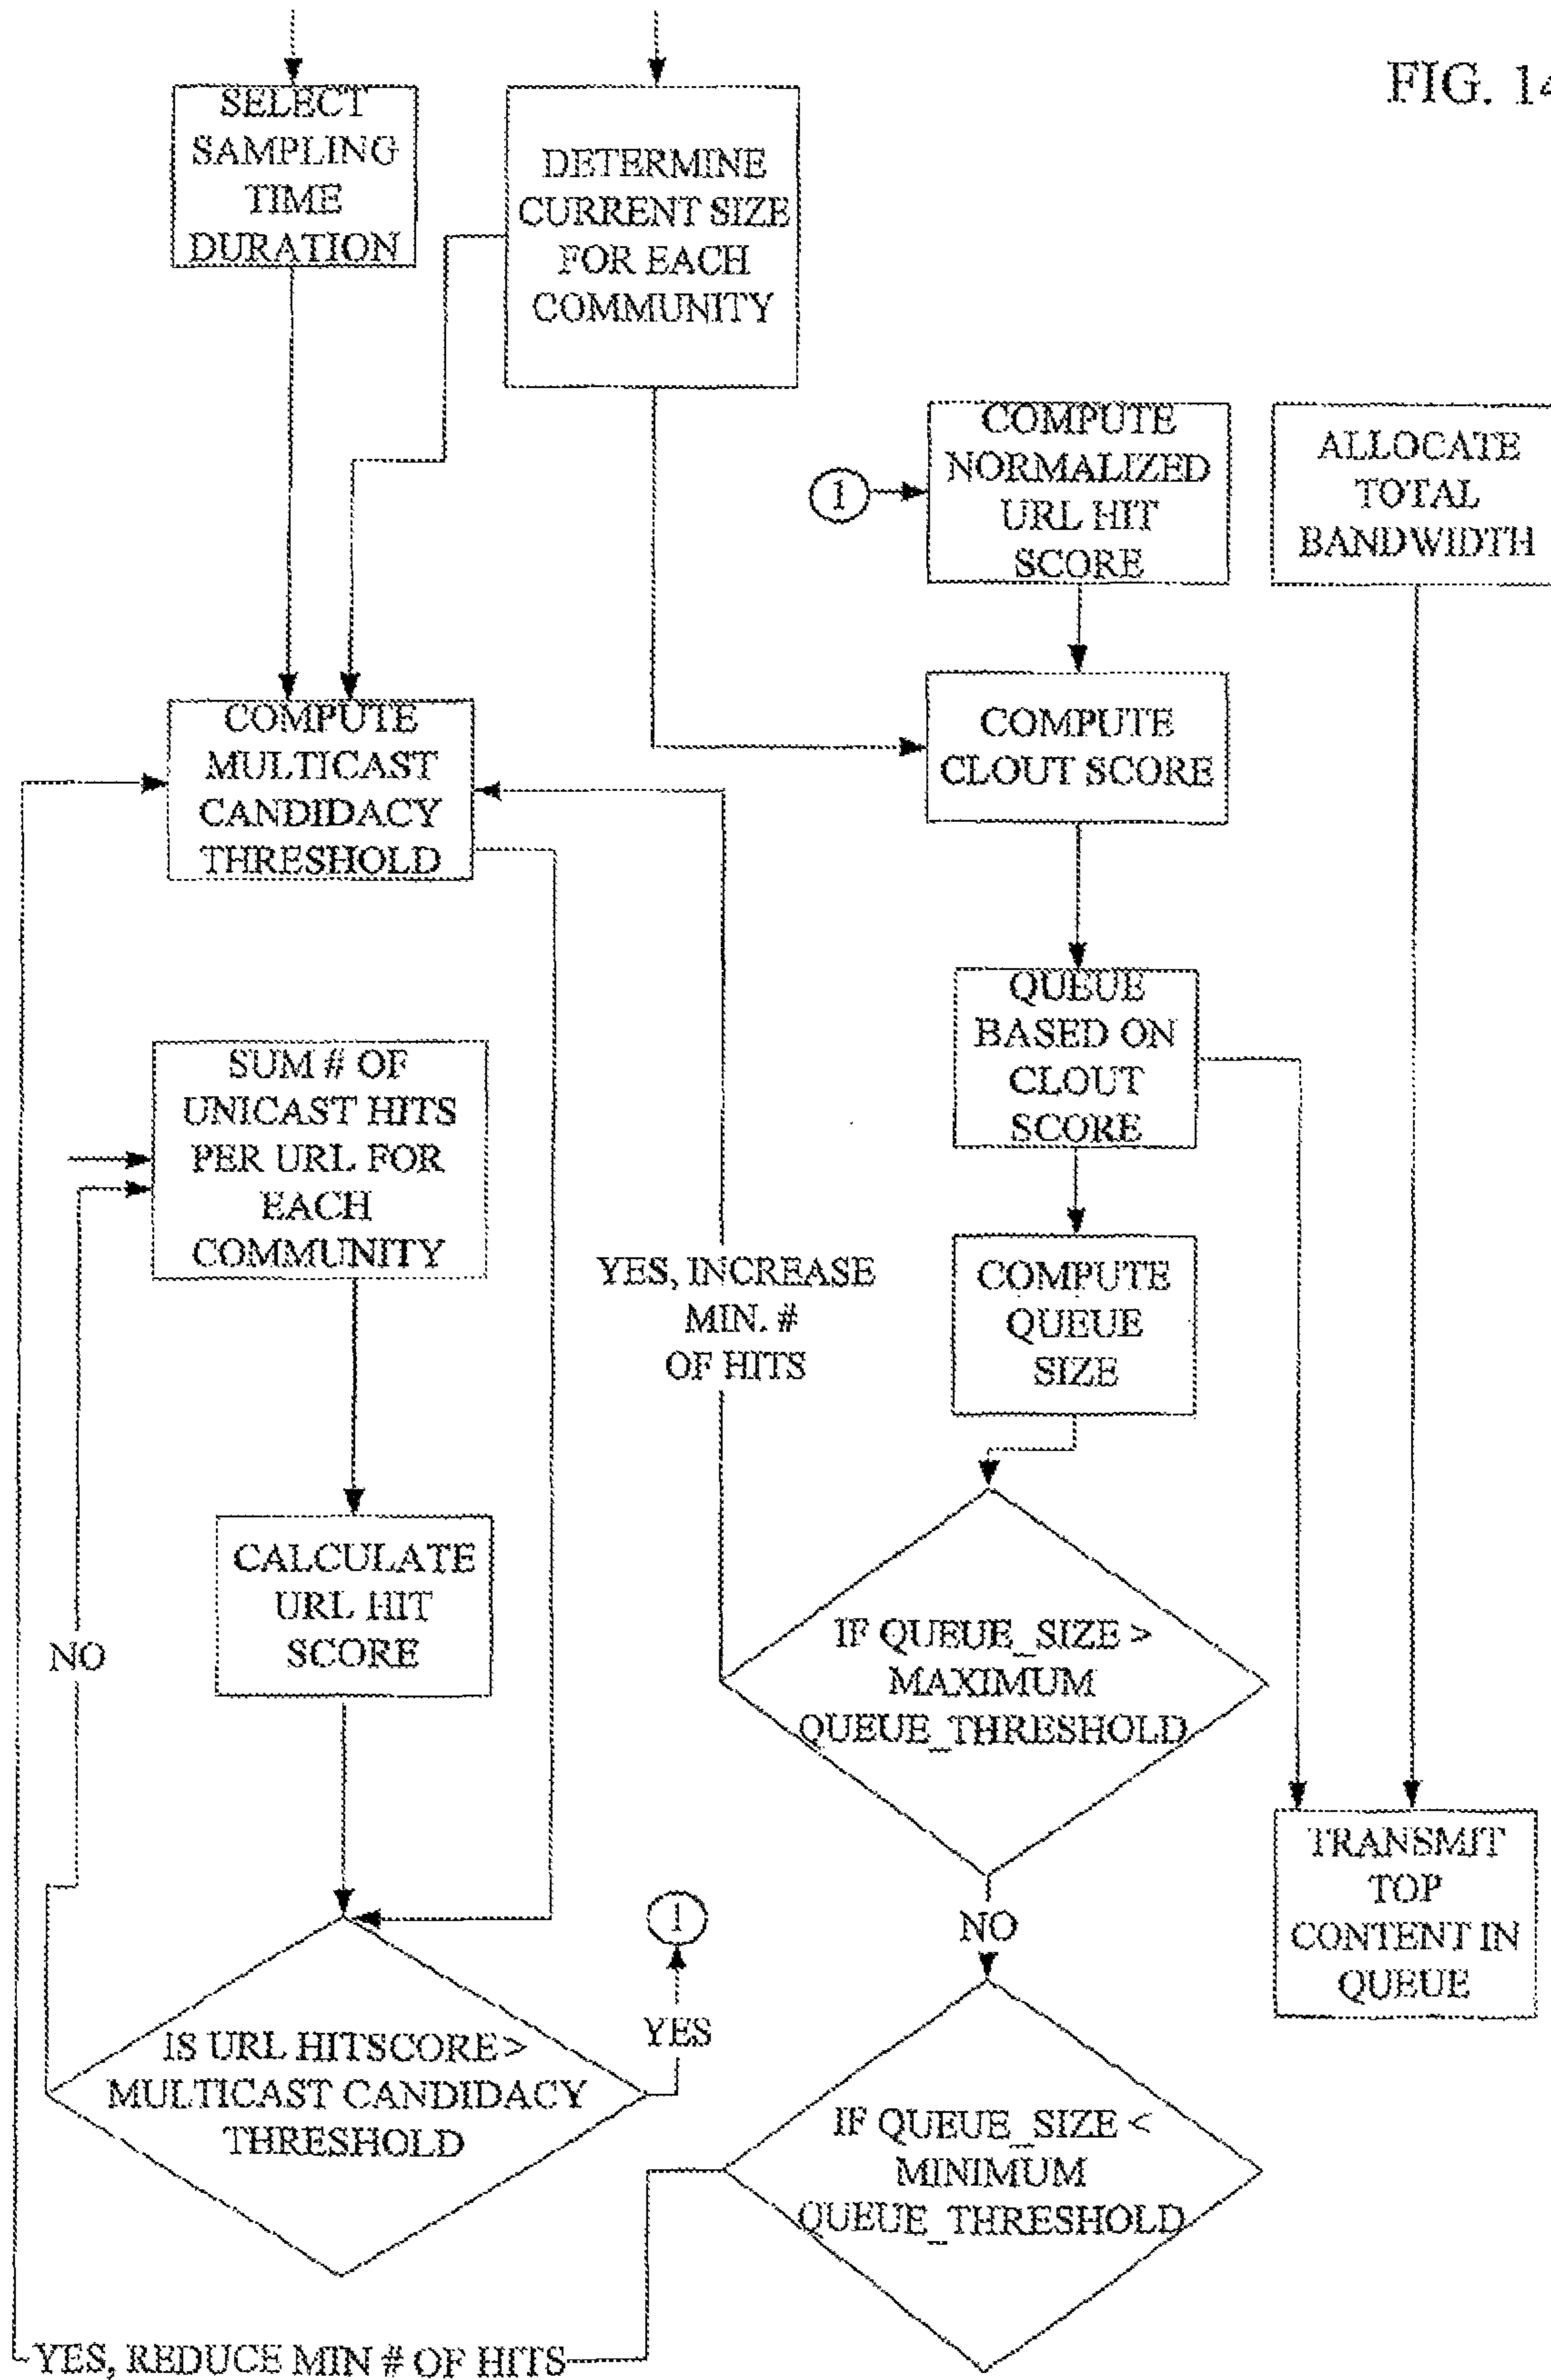 FIG. 14
SELECT
SAMPLING
TIME
DURATION
DETERMINE
CURRENT SIZE
FOR EACH
COMMUNITY
COMPUTE
NORMALIZED
URL HIT
SCORE
ALLOCATE
TOTAL
BANDWIDTH
1
COMPUTE
MULTICAST
CANDIDACY
THRESHOLD
COMPUTE
CLOUT SCORE
QUEUE
BASED ON
CLOUT
SCORE
SUM # OF
UNICAST HITS
PER URL FOR
EACH
COMMUNITY
YES, INCREASE
MIN. #
OF HITS
COMPUTE
QUEUE
SIZE
CALCULATE
URL HIT
SCORE
NO
IF QUEUE_SIZE >
MAXIMUM
QUEUE_THRESHOLD
TRANSMIT
TOP
CONTENT IN
QUEUE
1
NO
YES
IS URL HITSCORE >
MULTICAST CANDIDACY
THRESHOLD
IF QUEUE_SIZE <
MINIMUM
QUEUE_THRESHOLD
YES, REDUCE MIN # OF HITS